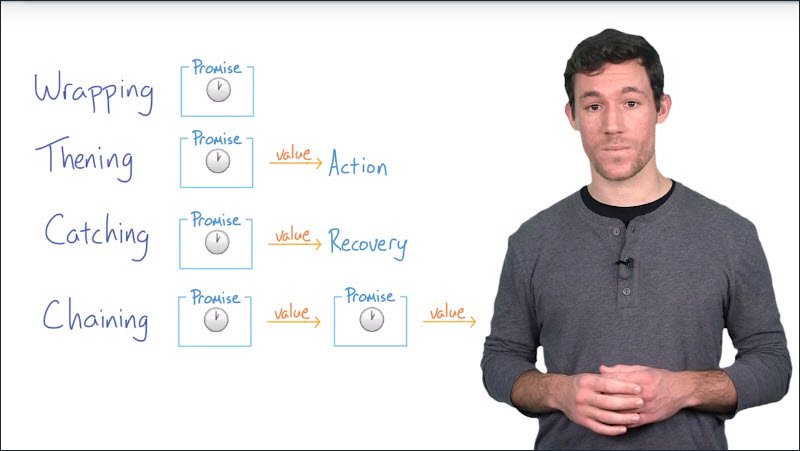 Wrapping Promise
Thening Promise value Action
Catching Promise value Recovery
Chaining Promise value Promise value